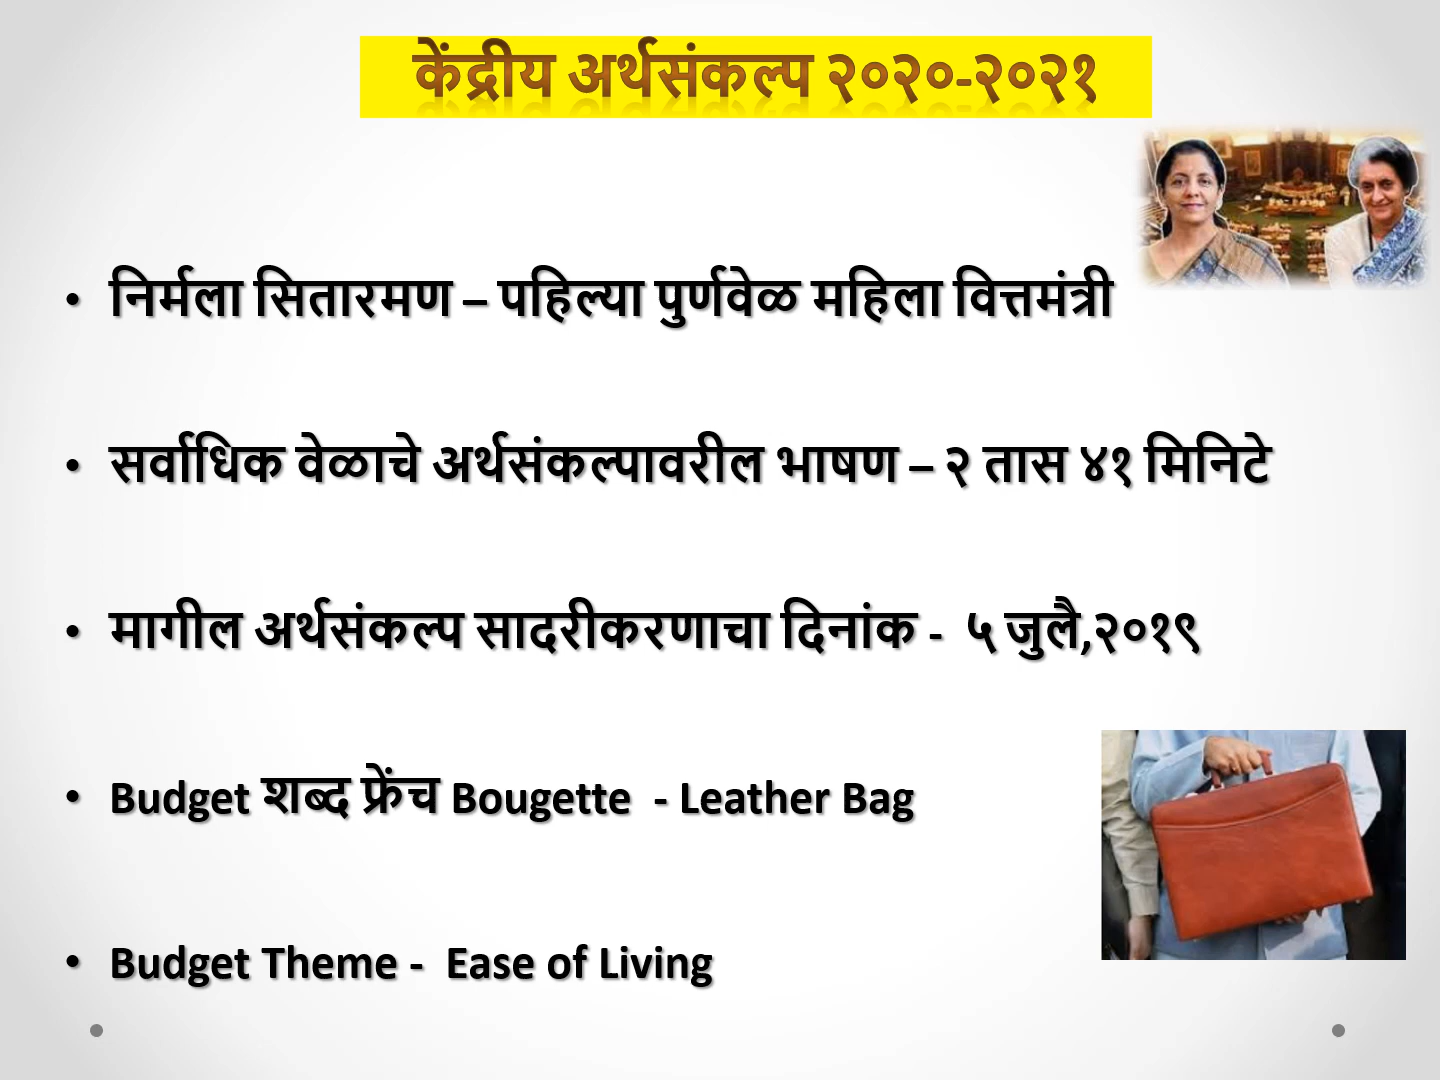 केंद्रीय अर्थसंकल्प २०२०-२०२१
• निर्मला सितारमण – पहिल्या पुर्णवेळ महिला वित्तमंत्री
• सर्वाधिक वेळाचे अर्थसंकल्पावरील भाषण – २ तास ४१ मिनिटे
• मागील अर्थसंकल्प सादरीकरणाचा दिनांक - ५ जुलै,२०१९
• Budget शब्द फ्रेंच Bougette - Leather Bag
• Budget Theme - Ease of Living